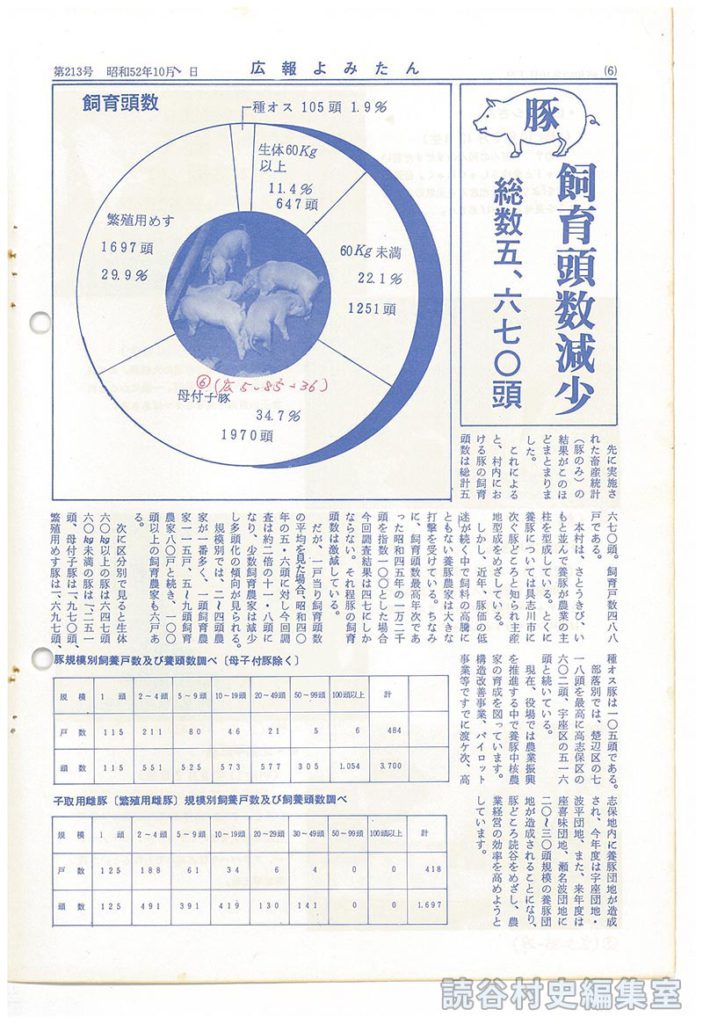 第213号 昭和52年10月 日
広報よみたん
(6)
豚
飼育頭数減少
総数五、六七〇頭
飼育頭数
種オス 105頭 1.9%
生体60Kg
以上
11.4%
647頭
60Kg未満
22.1%
1251頭
繁殖用めす
1697頭
29.9%
⑥(広5-85-36)
母付子豚
34.7%
1970頭
先に実施さ
れた畜産統計
(豚のみ)の
結果がこのほ
どまとまりま
した。
これによる
と、村内にお
ける豚の飼育
頭数は総計五
六七〇頭。飼育戸数四八八
戸である。
本村は、さとうきび、い
もと並んで養豚が農業の主
柱を型成している。とくに
養豚については具志川市に
次ぐ豚どころと知られ主産
地型成をめざしている。
しかし、近年、豚価の低
迷が続く中で飼料の高騰に
ともない養豚農家は大きな
打撃を受けている。ちなみ
に、飼育頭数最高年次であ
った昭和四五年の一万二千
頭を指数一〇〇とした場合
今回調査結果は四七にしか
ならない。それ程豚の飼育
頭数は激減している。
だが、一戸当り飼育頭数
の平均を見た場合、昭和四〇
年の五・六頭に対し今回調
査は約二倍の十一・八頭に
なり、少数飼育農家は減少
し多頭化の傾向が見られる。
規模別では、二〜四頭農
家が一番多く、一頭飼育農
家一一五戸、五〜九頭飼育
農家八〇戸と続き、一〇〇
頭以上の飼育農家も六戸あ
る。
次に区分別で見ると生体
六〇㎏以上の豚は六四七頭
六〇㎏未満の豚は一、二五一
頭、母付子豚は一、九七〇頭、
繁殖用めす豚は一、六九七頭、
種オス豚は一〇五頭である。
部落別では、楚辺区の七
一八頭を最高に高志保区の
六〇二頭、宇座区の五一六
頭と続いている。
現在、役場では農業振興
を推進する中で養豚中核農
家の育成を図っています。
構造改善事業、パイロット
事業等ですでに渡ケ次、高
志保地内に養豚団地が造成
され、今年度は宇座団地・
波平団地、また、来年度は
座喜味団地、瀬名波団地に
二〇〜三〇頭規模の養豚団
地が造成されることになり、
豚どころ読谷をめざし、農
業経営の効率を高めようと
しています。
豚規模別飼養戸数及び養頭数調べ〔母子付豚除く〕
規模 1頭 2〜4頭 5〜9頭 10〜19頭 20〜49頭 50〜99頭 100頭以上 計
戸数 115 211 80 46 21 5 6 484
頭数 115 551 525 573 577 305 1.054 3.700
子取用雌豚〔繁殖用雌豚〕規模別飼養戸数及び飼養頭数調べ
規模 1頭 2〜4頭 5〜9頭 10〜19頭 20〜29頭 30〜49頭 50〜99頭 100頭以上 計
戸数 125 188 61 34 6 4 0 0 418
頭数 125 491 391 419 130 141 0 0 1.697
読谷村史編集室